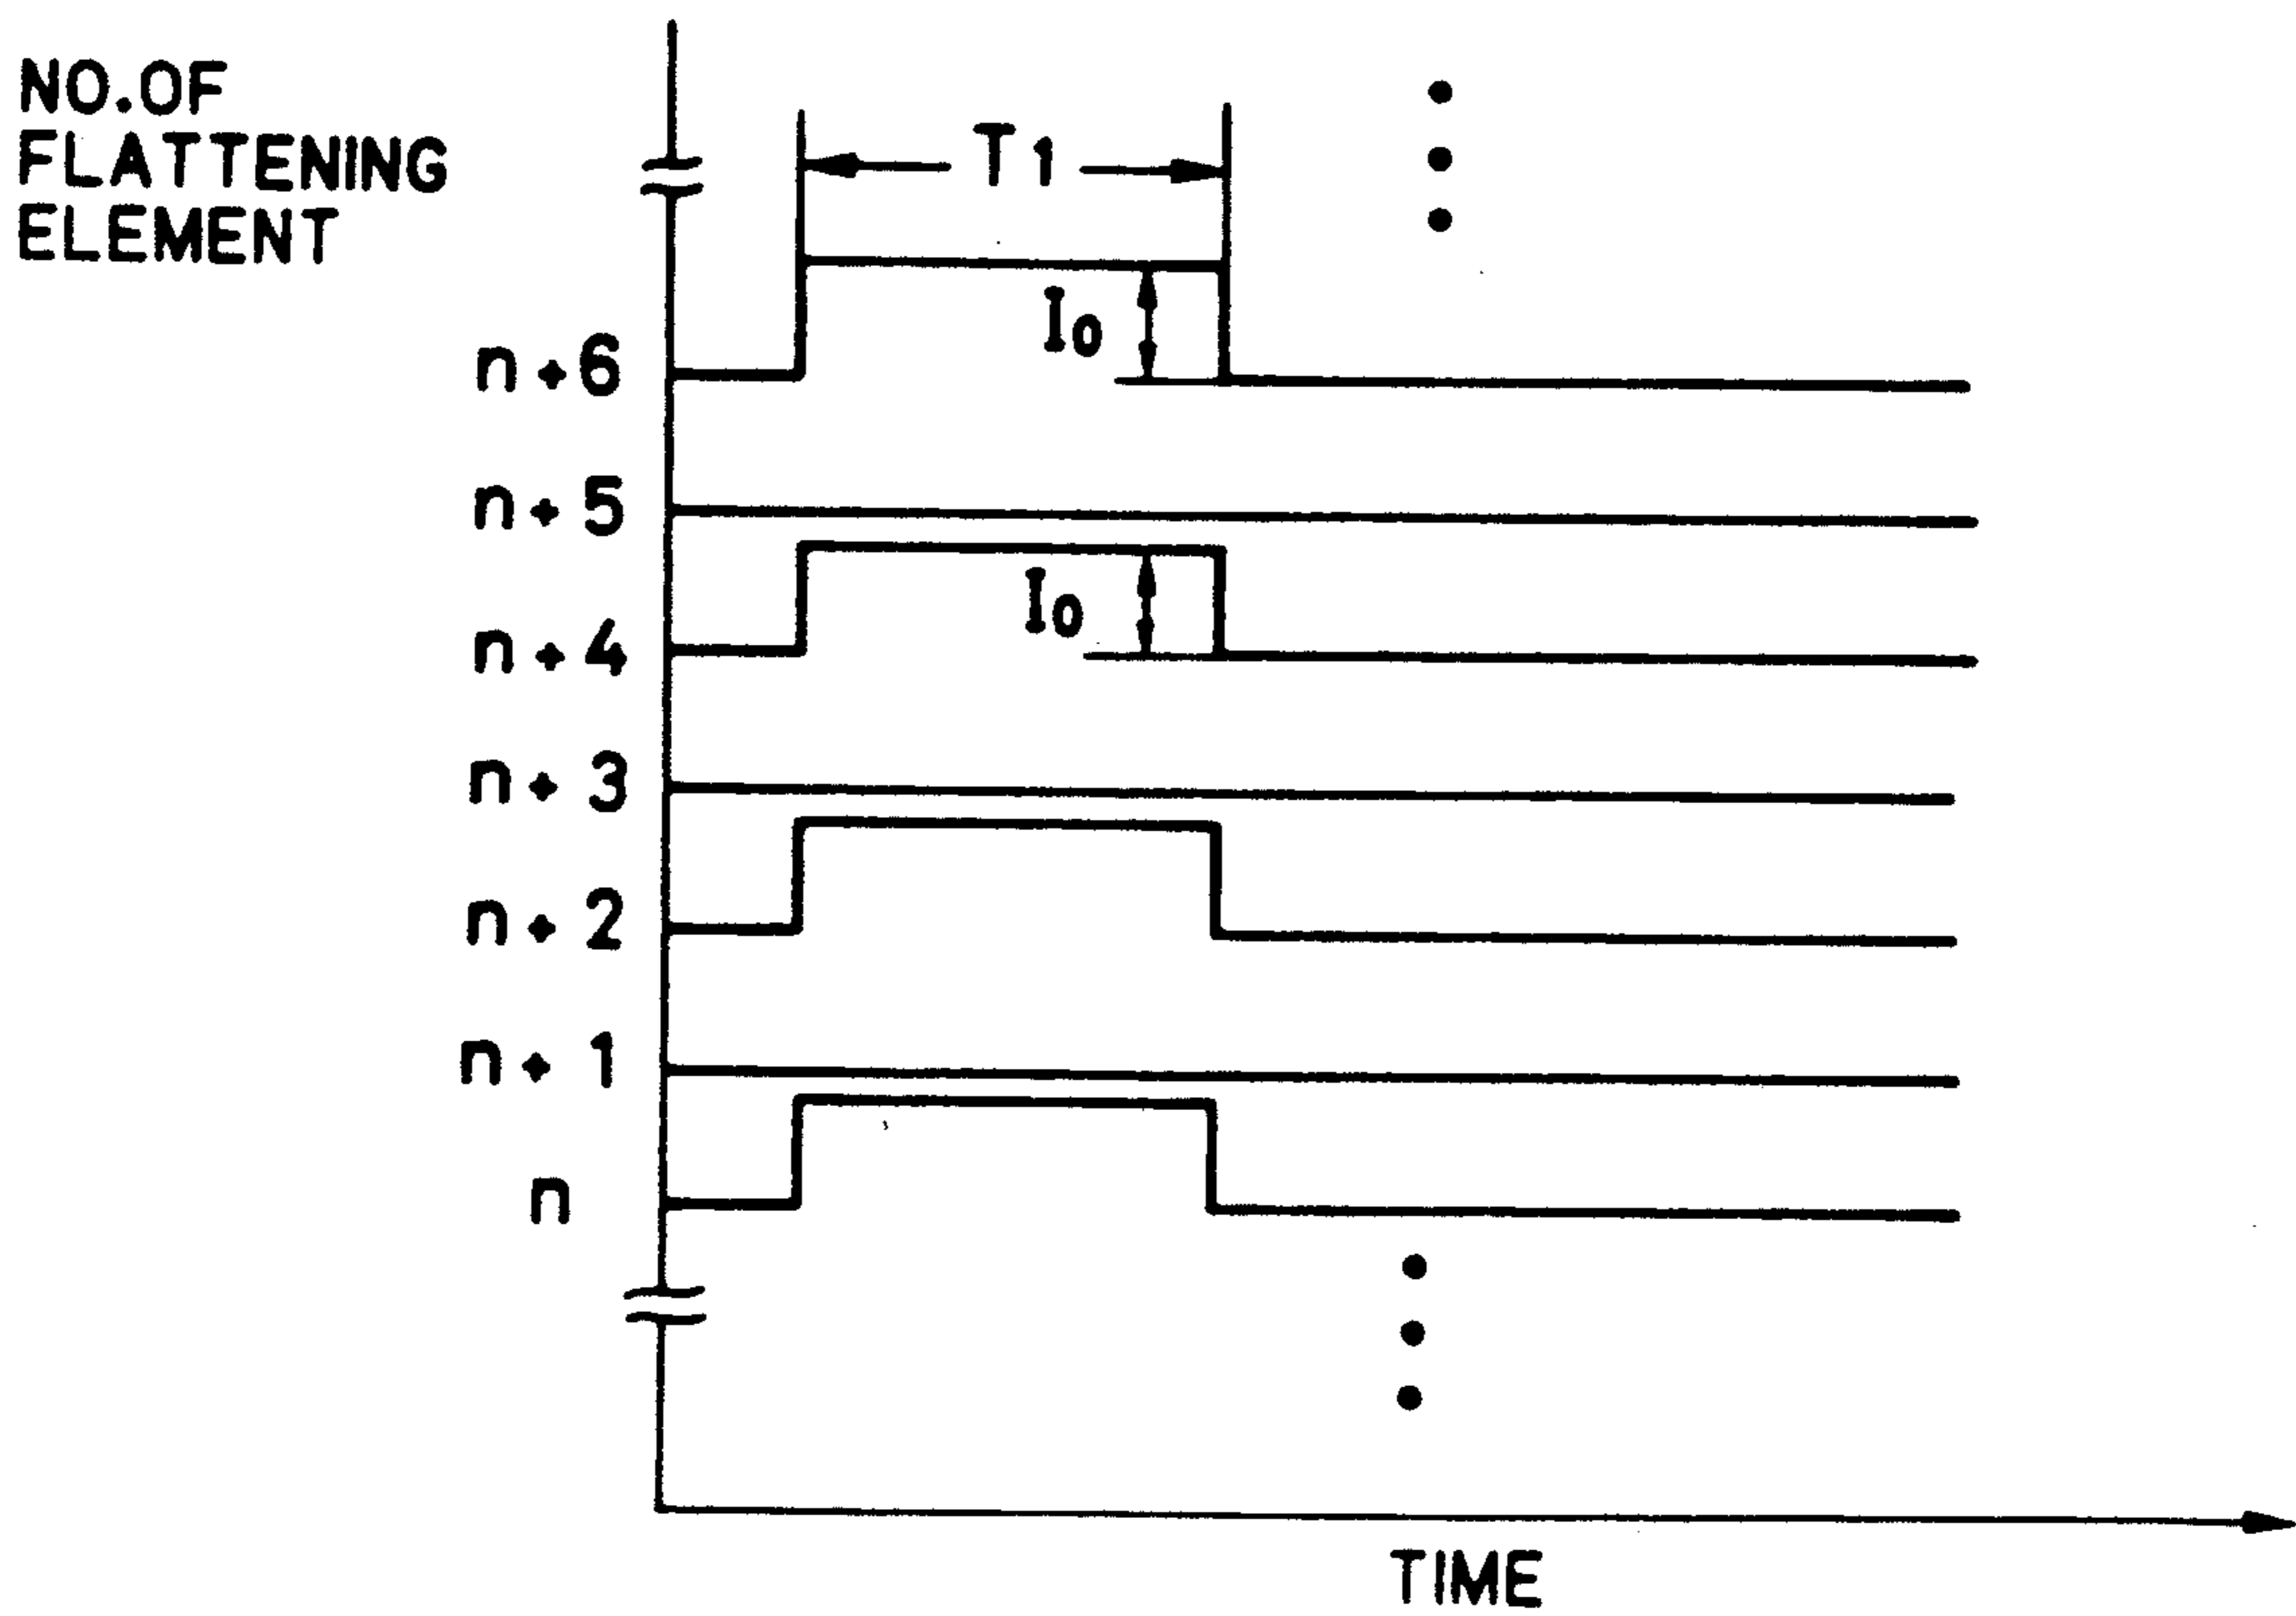 NO.OF
FLATTENING
ELEMENT
T1
I0
n+6
n+5
I0
n+4
n+3
n+2
n+1
n
TIME